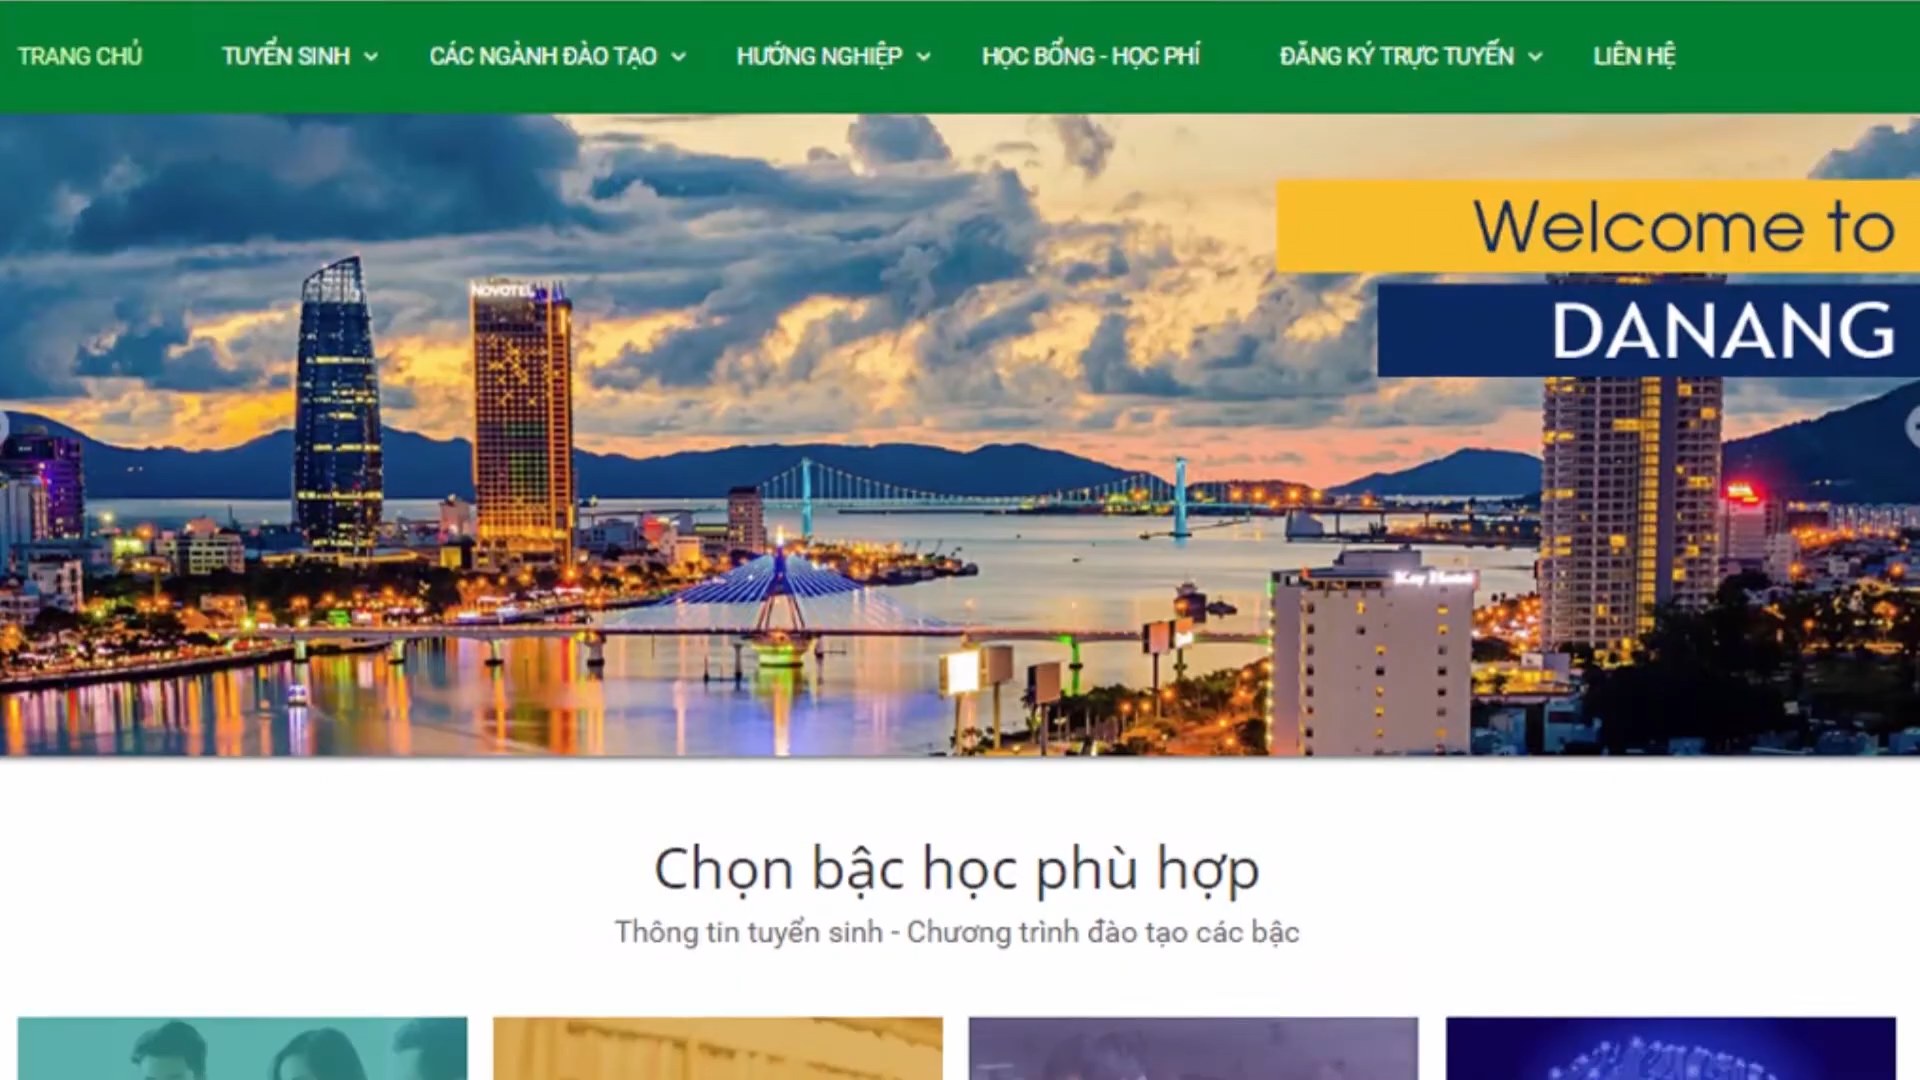 TRANG CHỦ TUYỂN SINH CÁC NGÀNH ĐÀO TẠO HƯỚNG NGHIỆP HỌC BỔNG - HỌC PHÍ ĐĂNG KÝ TRỰC TUYẾN LIÊN HỆ
Welcome to
DANANG
NOVOTEL
Chọn bậc học phù hợp
Thông tin tuyển sinh - Chương trình đào tạo các bậc